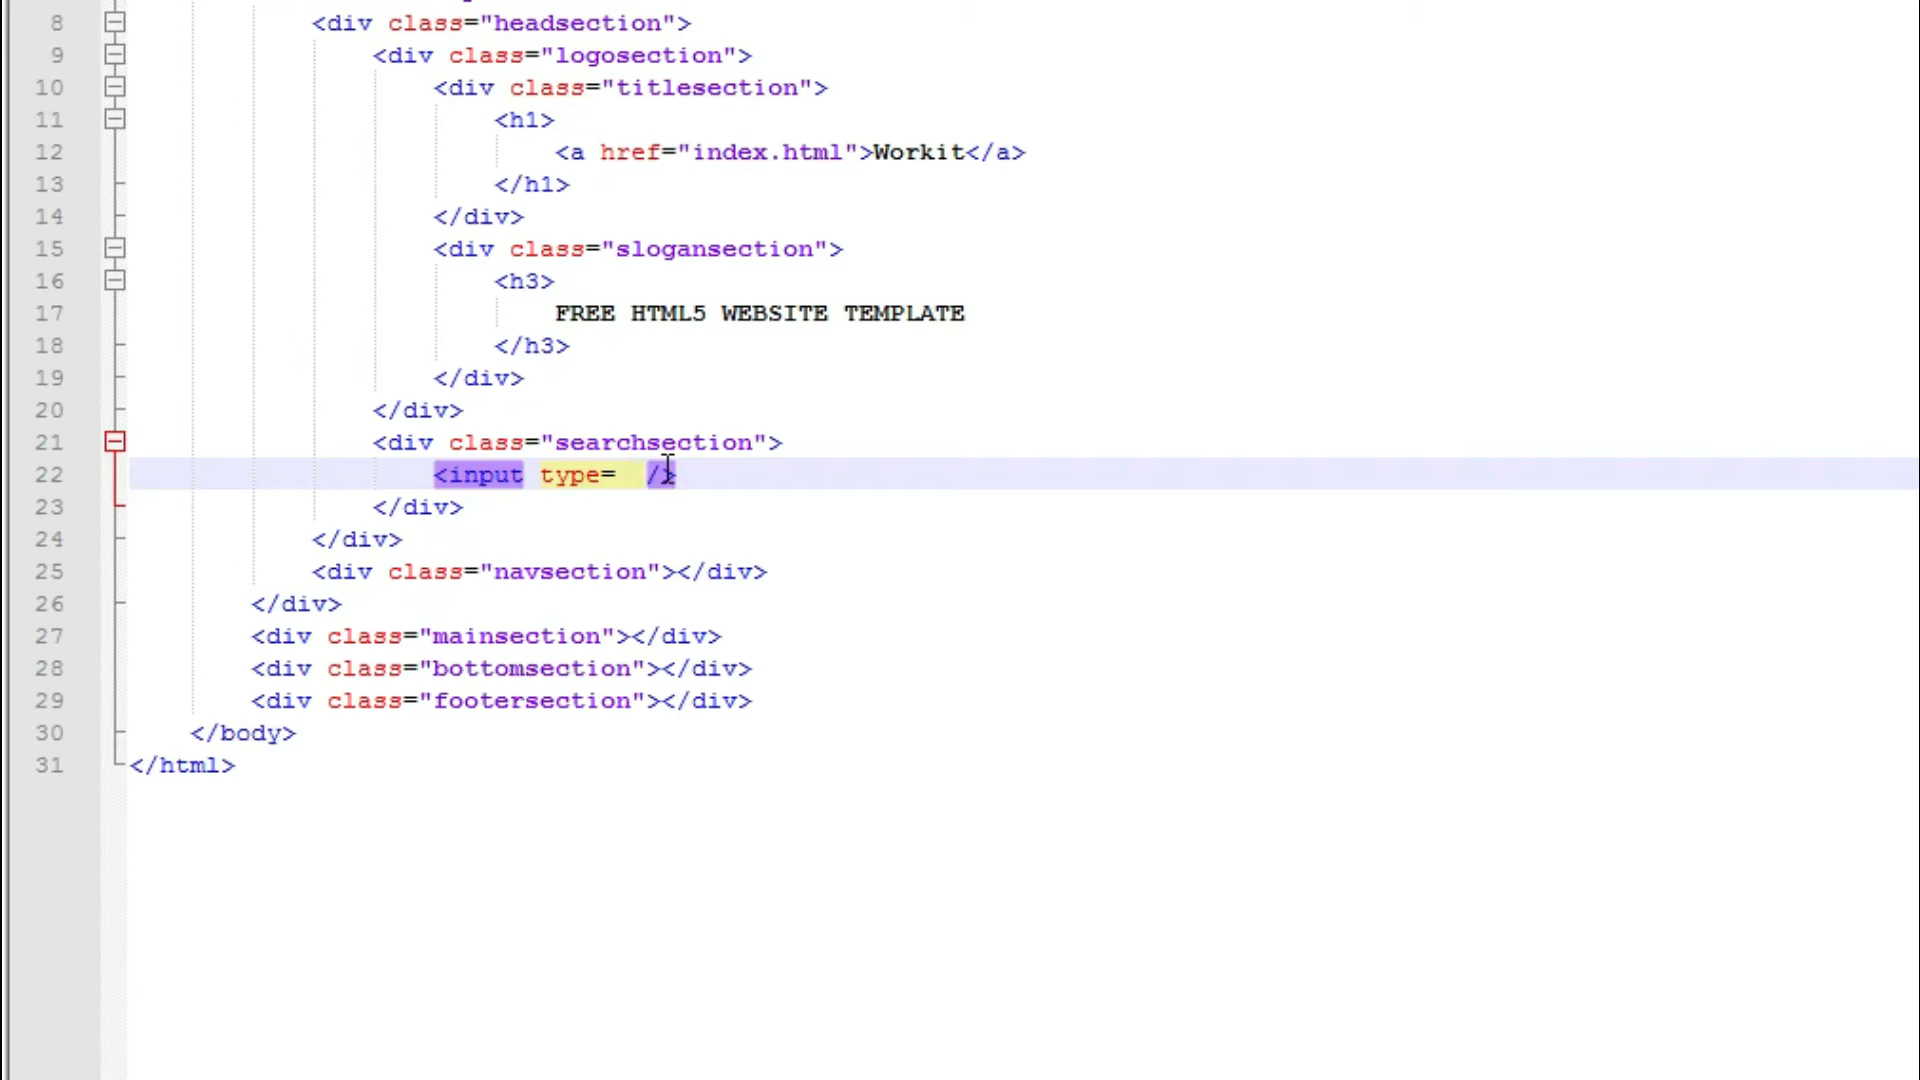 8 <div class="headsection">
9 <div class="logosection">
10 <div class="titlesection">
11 <h1>
12 <a href="index.html">Workit</a>
13 </h1>
14 </div>
15 <div class="slogansection">
16 <h3>
17 FREE HTML5 WEBSITE TEMPLATE
18 </h3>
19 </div>
20 </div>
21 <div class="searchsection">
22 <input type=  />
23 </div>
24 </div>
25 <div class="navsection"></div>
26 </div>
27 <div class="mainsection"></div>
28 <div class="bottomsection"></div>
29 <div class="footersection"></div>
30 </body>
31 </html>